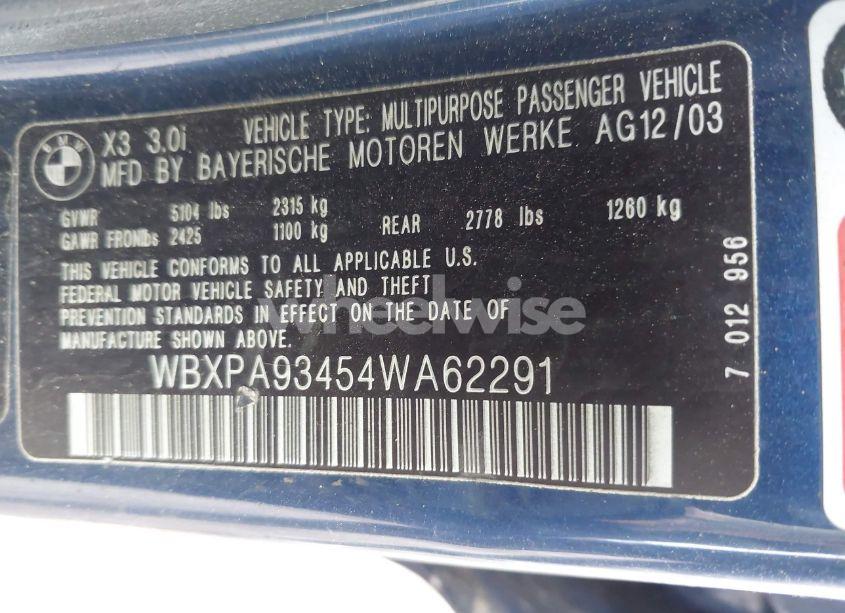 BMW
X3 3.0i VEHICLE TYPE: MULTIPURPOSE PASSENGER VEHICLE
MFD BY BAYERISCHE MOTOREN WERKE AG12/03
GVWR 5104 lbs 2315 kg
GAWR FRONlbs 2425 1100 kg REAR 2778 lbs 1260 kg
THIS VEHICLE CONFORMS TO ALL APPLICABLE U.S.
FEDERAL MOTOR VEHICLE SAFETY AND THEFT
PREVENTION STANDARDS IN EFFECT ON THE DATE OF
MANUFACTURE SHOWN ABOVE.
WBXPA93454WA62291
7 012 956
wheelwise